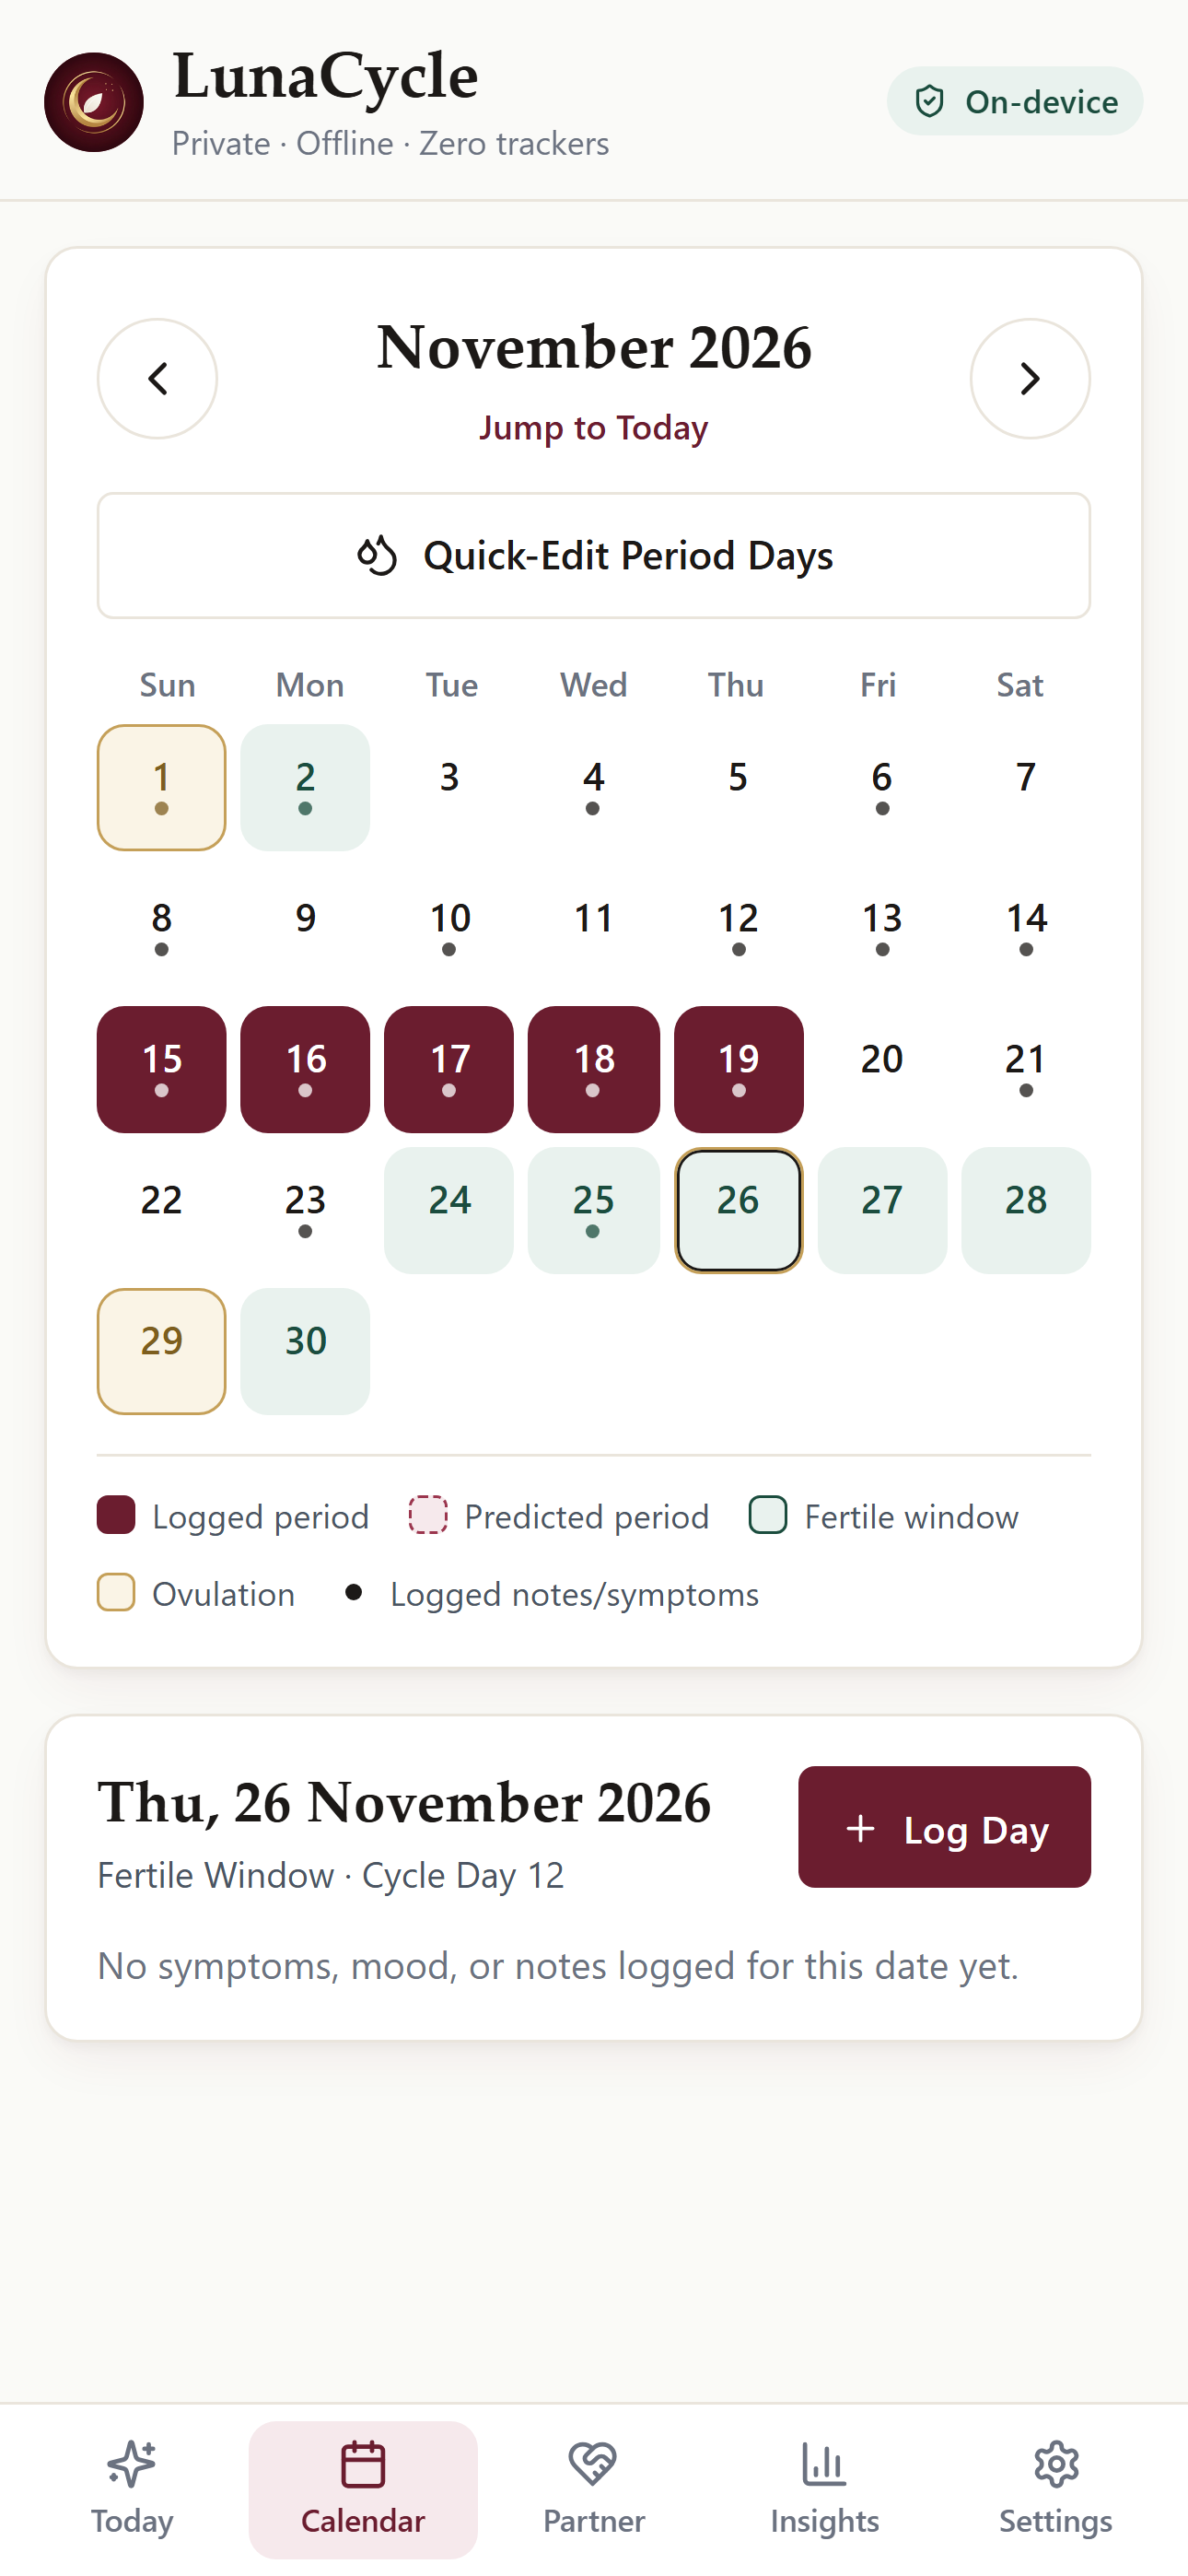 LunaCycle
Private · Offline · Zero trackers
On-device
November 2026
Jump to Today
Quick-Edit Period Days
Sun Mon Tue Wed Thu Fri Sat
1 2 3 4 5 6 7
8 9 10 11 12 13 14
15 16 17 18 19 20 21
22 23 24 25 26 27 28
29 30
Logged period Predicted period Fertile window
Ovulation Logged notes/symptoms
Thu, 26 November 2026
Fertile Window · Cycle Day 12
Log Day
No symptoms, mood, or notes logged for this date yet.
Today Calendar Partner Insights Settings